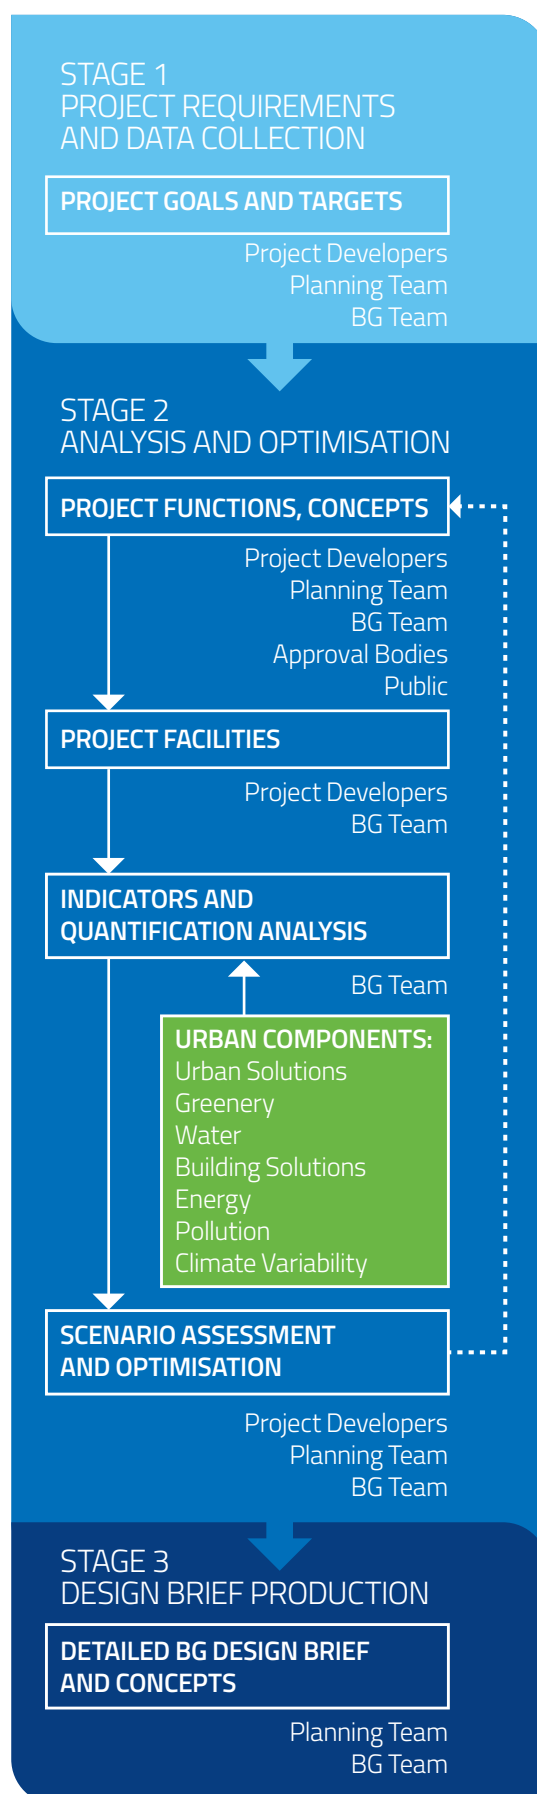 STAGE 1
PROJECT REQUIREMENTS
AND DATA COLLECTION
PROJECT GOALS AND TARGETS
Project Developers
Planning Team
BG Team
STAGE 2
ANALYSIS AND OPTIMISATION
PROJECT FUNCTIONS, CONCEPTS
Project Developers
Planning Team
BG Team
Approval Bodies
Public
PROJECT FACILITIES
Project Developers
BG Team
INDICATORS AND
QUANTIFICATION ANALYSIS
BG Team
URBAN COMPONENTS:
Urban Solutions
Greenery
Water
Building Solutions
Energy
Pollution
Climate Variability
SCENARIO ASSESSMENT
AND OPTIMISATION
Project Developers
Planning Team
BG Team
STAGE 3
DESIGN BRIEF PRODUCTION
DETAILED BG DESIGN BRIEF
AND CONCEPTS
Planning Team
BG Team